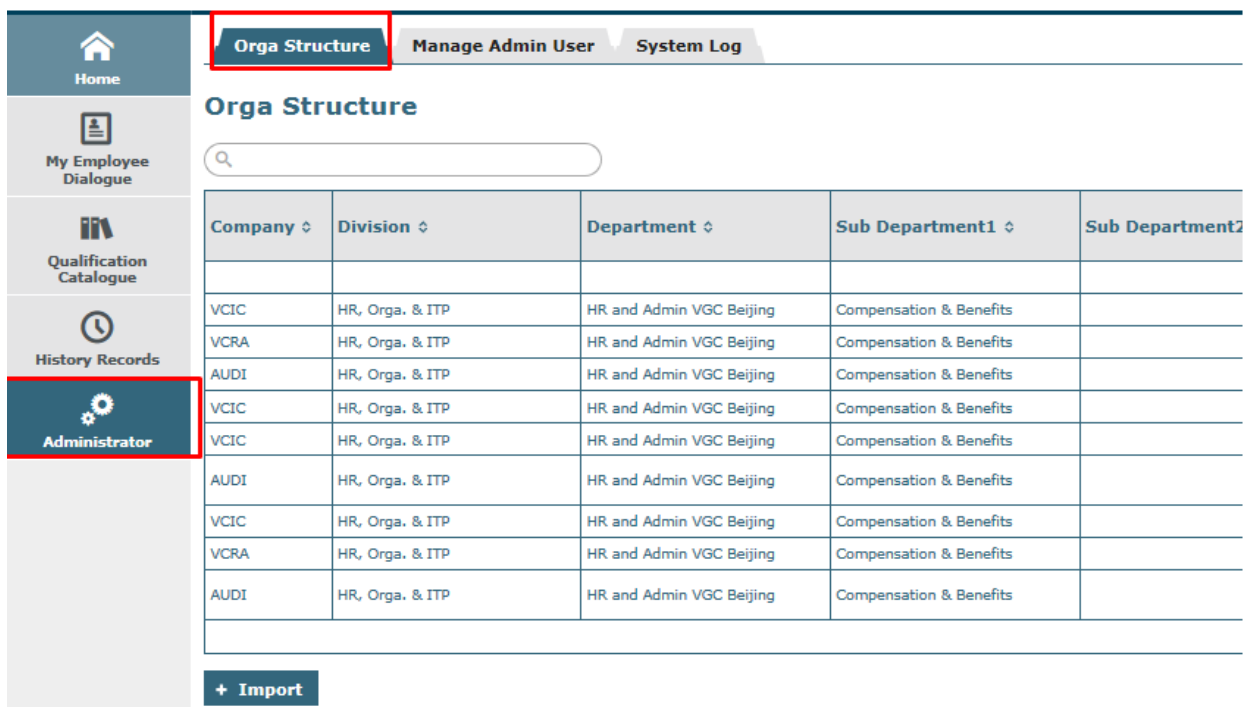 Home
My Employee
Dialogue
Qualification
Catalogue
History Records
Administrator
Orga Structure Manage Admin User System Log
Orga Structure
Company Division Department Sub Department1 Sub Department2
VCIC HR, Orga. & ITP HR and Admin VGC Beijing Compensation & Benefits
VCRA HR, Orga. & ITP HR and Admin VGC Beijing Compensation & Benefits
AUDI HR, Orga. & ITP HR and Admin VGC Beijing Compensation & Benefits
VCIC HR, Orga. & ITP HR and Admin VGC Beijing Compensation & Benefits
VCIC HR, Orga. & ITP HR and Admin VGC Beijing Compensation & Benefits
AUDI HR, Orga. & ITP HR and Admin VGC Beijing Compensation & Benefits
VCIC HR, Orga. & ITP HR and Admin VGC Beijing Compensation & Benefits
VCRA HR, Orga. & ITP HR and Admin VGC Beijing Compensation & Benefits
AUDI HR, Orga. & ITP HR and Admin VGC Beijing Compensation & Benefits
+ Import